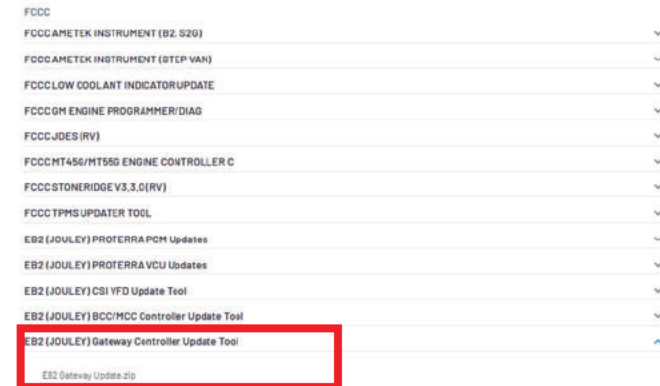 FCCC
FCCC AMETEK INSTRUMENT (B2, S2G)
FCCC AMETEK INSTRUMENT (STEP VAN)
FCCC LOW COOLANT INDICATOR UPDATE
FCCC GM ENGINE PROGRAMMER/DIAG
FCCC JDES (RV)
FCCC MT45G/MT55G ENGINE CONTROLLER C
FCCC STONERIDGE V3.3.0(RV)
FCCC TPMS UPDATER TOOL
EB2 (JOULEY) PROTERRA PCM Updates
EB2 (JOULEY) PROTERRA VCU Updates
EB2 (JOULEY) CSI VFD Update Tool
EB2 (JOULEY) BCC/MCC Controller Update Tool
EB2 (JOULEY) Gateway Controller Update Tool
EB2 Gateway Update.zip